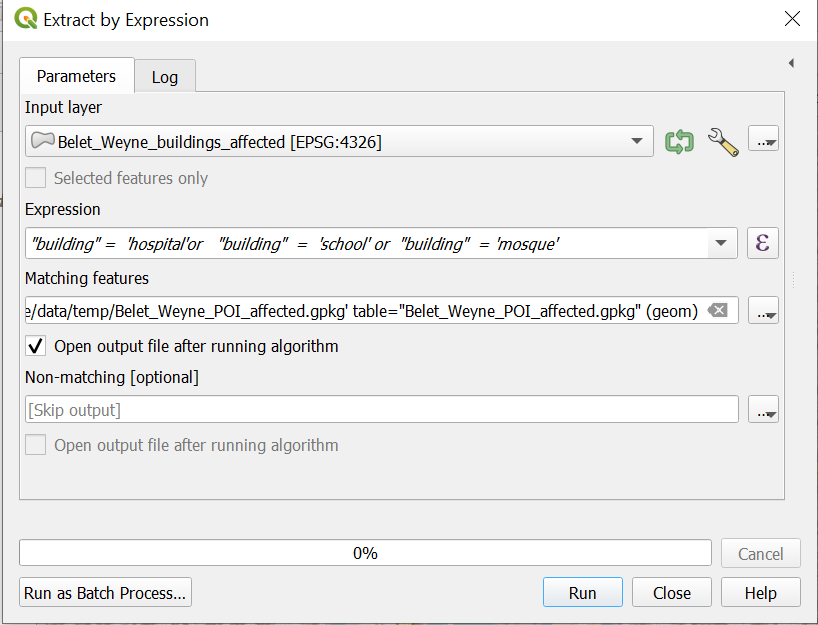 Extract by Expression
Parameters
Log
Input layer
Belet_Weyne_buildings_affected [EPSG:4326]
...
Selected features only
Expression
"building" = 'hospital'or "building" = 'school' or "building" = 'mosque'
ε
Matching features
e/data/temp/Belet_Weyne_POI_affected.gpkg' table="Belet_Weyne_POI_affected.gpkg" (geom)
...
Open output file after running algorithm
Non-matching [optional]
[Skip output]
...
Open output file after running algorithm
0%
Cancel
Run as Batch Process...
Run
Close
Help